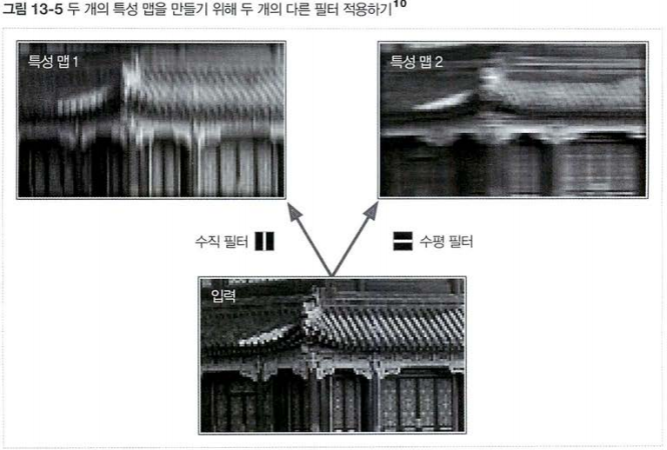 그림 13-5 두 개의 특성 맵을 만들기 위해 두 개의 다른 필터 적용하기10
특성 맵 1
특성 맵 2
수직 필터
수평 필터
입력